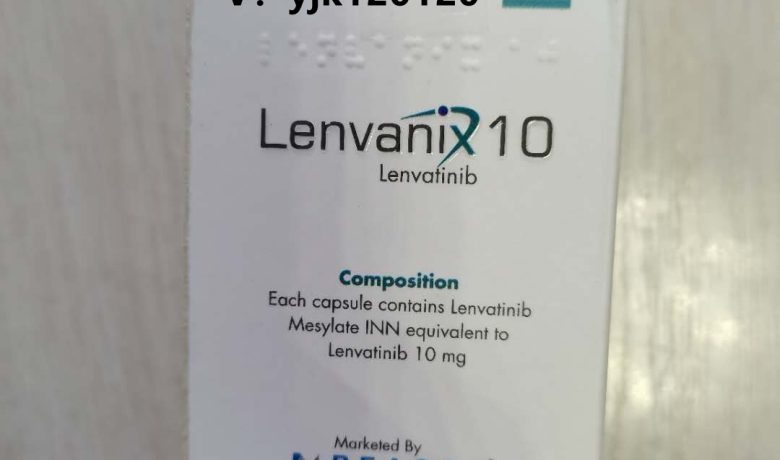 Lenvanix 10
Lenvatinib
Composition
Each capsule contains Lenvatinib
Mesylate INN equivalent to
Lenvatinib 10 mg
Marketed By